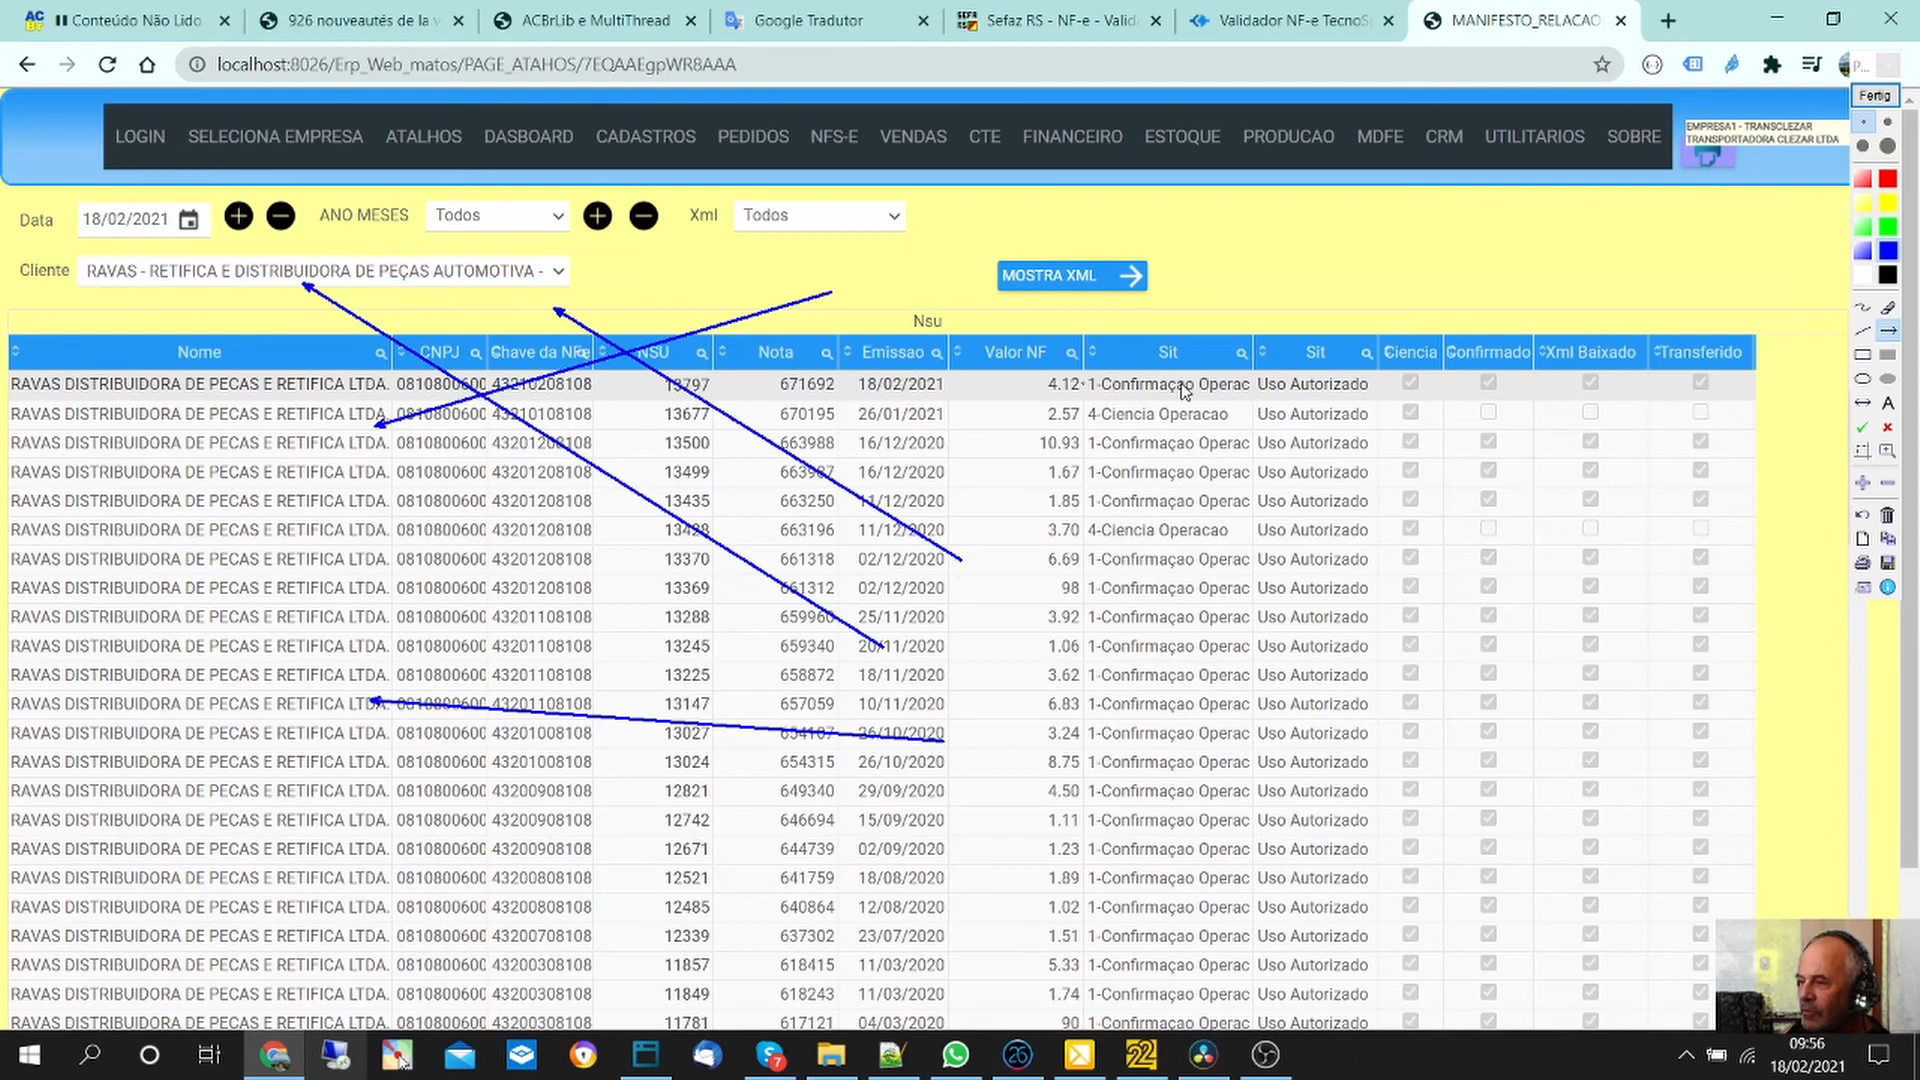 Conteúdo Não Lido
926 nouveautés de la v
ACBrLib e MultiThread
Google Tradutor
Sefaz RS - NF-e - Valid
Validador NF-e TecnoS
MANIFESTO_RELACAO
localhost:8026/Erp_Web_matos/PAGE_ATAHOS/7EQAAEgpWR8AAA
Fertig
LOGIN SELECIONA EMPRESA ATALHOS DASBOARD CADASTROS PEDIDOS NFS-E VENDAS CTE FINANCEIRO ESTOQUE PRODUCAO MDFE CRM UTILITARIOS SOBRE
EMPRESA1 - TRANSCLEZAR
TRANSPORTADORA CLEZAR LTDA
Data 18/02/2021 ANO MESES Todos Xml Todos
Cliente RAVAS - RETIFICA E DISTRIBUIDORA DE PEÇAS AUTOMOTIVA - MOSTRA XML
Nsu
Nome CNPJ Chave da NFe NSU Nota Emissao Valor NF Sit Sit Ciencia Confirmado Xml Baixado Transferido
RAVAS DISTRIBUIDORA DE PECAS E RETIFICA LTDA. 0810800600 43210208108 13797 671692 18/02/2021 4.12 1-Confirmaçao Operac Uso Autorizado
RAVAS DISTRIBUIDORA DE PECAS E RETIFICA LTDA. 0810800600 43210108108 13677 670195 26/01/2021 2.57 4-Ciencia Operacao Uso Autorizado
RAVAS DISTRIBUIDORA DE PECAS E RETIFICA LTDA. 0810800600 43201208108 13500 663988 16/12/2020 10.93 1-Confirmaçao Operac Uso Autorizado
RAVAS DISTRIBUIDORA DE PECAS E RETIFICA LTDA. 0810800600 43201208108 13499 663987 16/12/2020 1.67 1-Confirmaçao Operac Uso Autorizado
RAVAS DISTRIBUIDORA DE PECAS E RETIFICA LTDA. 0810800600 43201208108 13435 663250 11/12/2020 1.85 1-Confirmaçao Operac Uso Autorizado
RAVAS DISTRIBUIDORA DE PECAS E RETIFICA LTDA. 0810800600 43201208108 13428 663196 11/12/2020 3.70 4-Ciencia Operacao Uso Autorizado
RAVAS DISTRIBUIDORA DE PECAS E RETIFICA LTDA. 0810800600 43201208108 13370 661318 02/12/2020 6.69 1-Confirmaçao Operac Uso Autorizado
RAVAS DISTRIBUIDORA DE PECAS E RETIFICA LTDA. 0810800600 43201208108 13369 661312 02/12/2020 98 1-Confirmaçao Operac Uso Autorizado
RAVAS DISTRIBUIDORA DE PECAS E RETIFICA LTDA. 0810800600 43201108108 13288 659960 25/11/2020 3.92 1-Confirmaçao Operac Uso Autorizado
RAVAS DISTRIBUIDORA DE PECAS E RETIFICA LTDA. 0810800600 43201108108 13245 659340 20/11/2020 1.06 1-Confirmaçao Operac Uso Autorizado
RAVAS DISTRIBUIDORA DE PECAS E RETIFICA LTDA. 0810800600 43201108108 13225 658872 18/11/2020 3.62 1-Confirmaçao Operac Uso Autorizado
RAVAS DISTRIBUIDORA DE PECAS E RETIFICA LTDA. 0810800600 43201108108 13147 657059 10/11/2020 6.83 1-Confirmaçao Operac Uso Autorizado
RAVAS DISTRIBUIDORA DE PECAS E RETIFICA LTDA. 0810800600 43201008108 13027 26/10/2020 3.24 1-Confirmaçao Operac Uso Autorizado
RAVAS DISTRIBUIDORA DE PECAS E RETIFICA LTDA. 0810800600 43201008108 13024 654315 26/10/2020 8.75 1-Confirmaçao Operac Uso Autorizado
RAVAS DISTRIBUIDORA DE PECAS E RETIFICA LTDA. 0810800600 43200908108 12821 649340 29/09/2020 4.50 1-Confirmaçao Operac Uso Autorizado
RAVAS DISTRIBUIDORA DE PECAS E RETIFICA LTDA. 0810800600 43200908108 12742 646694 15/09/2020 1.11 1-Confirmaçao Operac Uso Autorizado
RAVAS DISTRIBUIDORA DE PECAS E RETIFICA LTDA. 0810800600 43200908108 12671 644739 02/09/2020 1.23 1-Confirmaçao Operac Uso Autorizado
RAVAS DISTRIBUIDORA DE PECAS E RETIFICA LTDA. 0810800600 43200808108 12521 641759 18/08/2020 1.89 1-Confirmaçao Operac Uso Autorizado
RAVAS DISTRIBUIDORA DE PECAS E RETIFICA LTDA. 0810800600 43200808108 12485 640864 12/08/2020 1.02 1-Confirmaçao Operac Uso Autorizado
RAVAS DISTRIBUIDORA DE PECAS E RETIFICA LTDA. 0810800600 43200708108 12339 637302 23/07/2020 1.51 1-Confirmaçao Operac Uso Autorizado
RAVAS DISTRIBUIDORA DE PECAS E RETIFICA LTDA. 0810800600 43200308108 11857 618415 11/03/2020 5.33 1-Confirmaçao Operac Uso Autorizado
RAVAS DISTRIBUIDORA DE PECAS E RETIFICA LTDA. 0810800600 43200308108 11849 618243 11/03/2020 1.74 1-Confirmaçao Operac Uso Autorizado
RAVAS DISTRIBUIDORA DE PECAS E RETIFICA LTDA. 0810800600 43200308108 11781 617121 04/03/2020 90 1-Confirmaçao Operac Uso Autorizado
09:56
18/02/2021